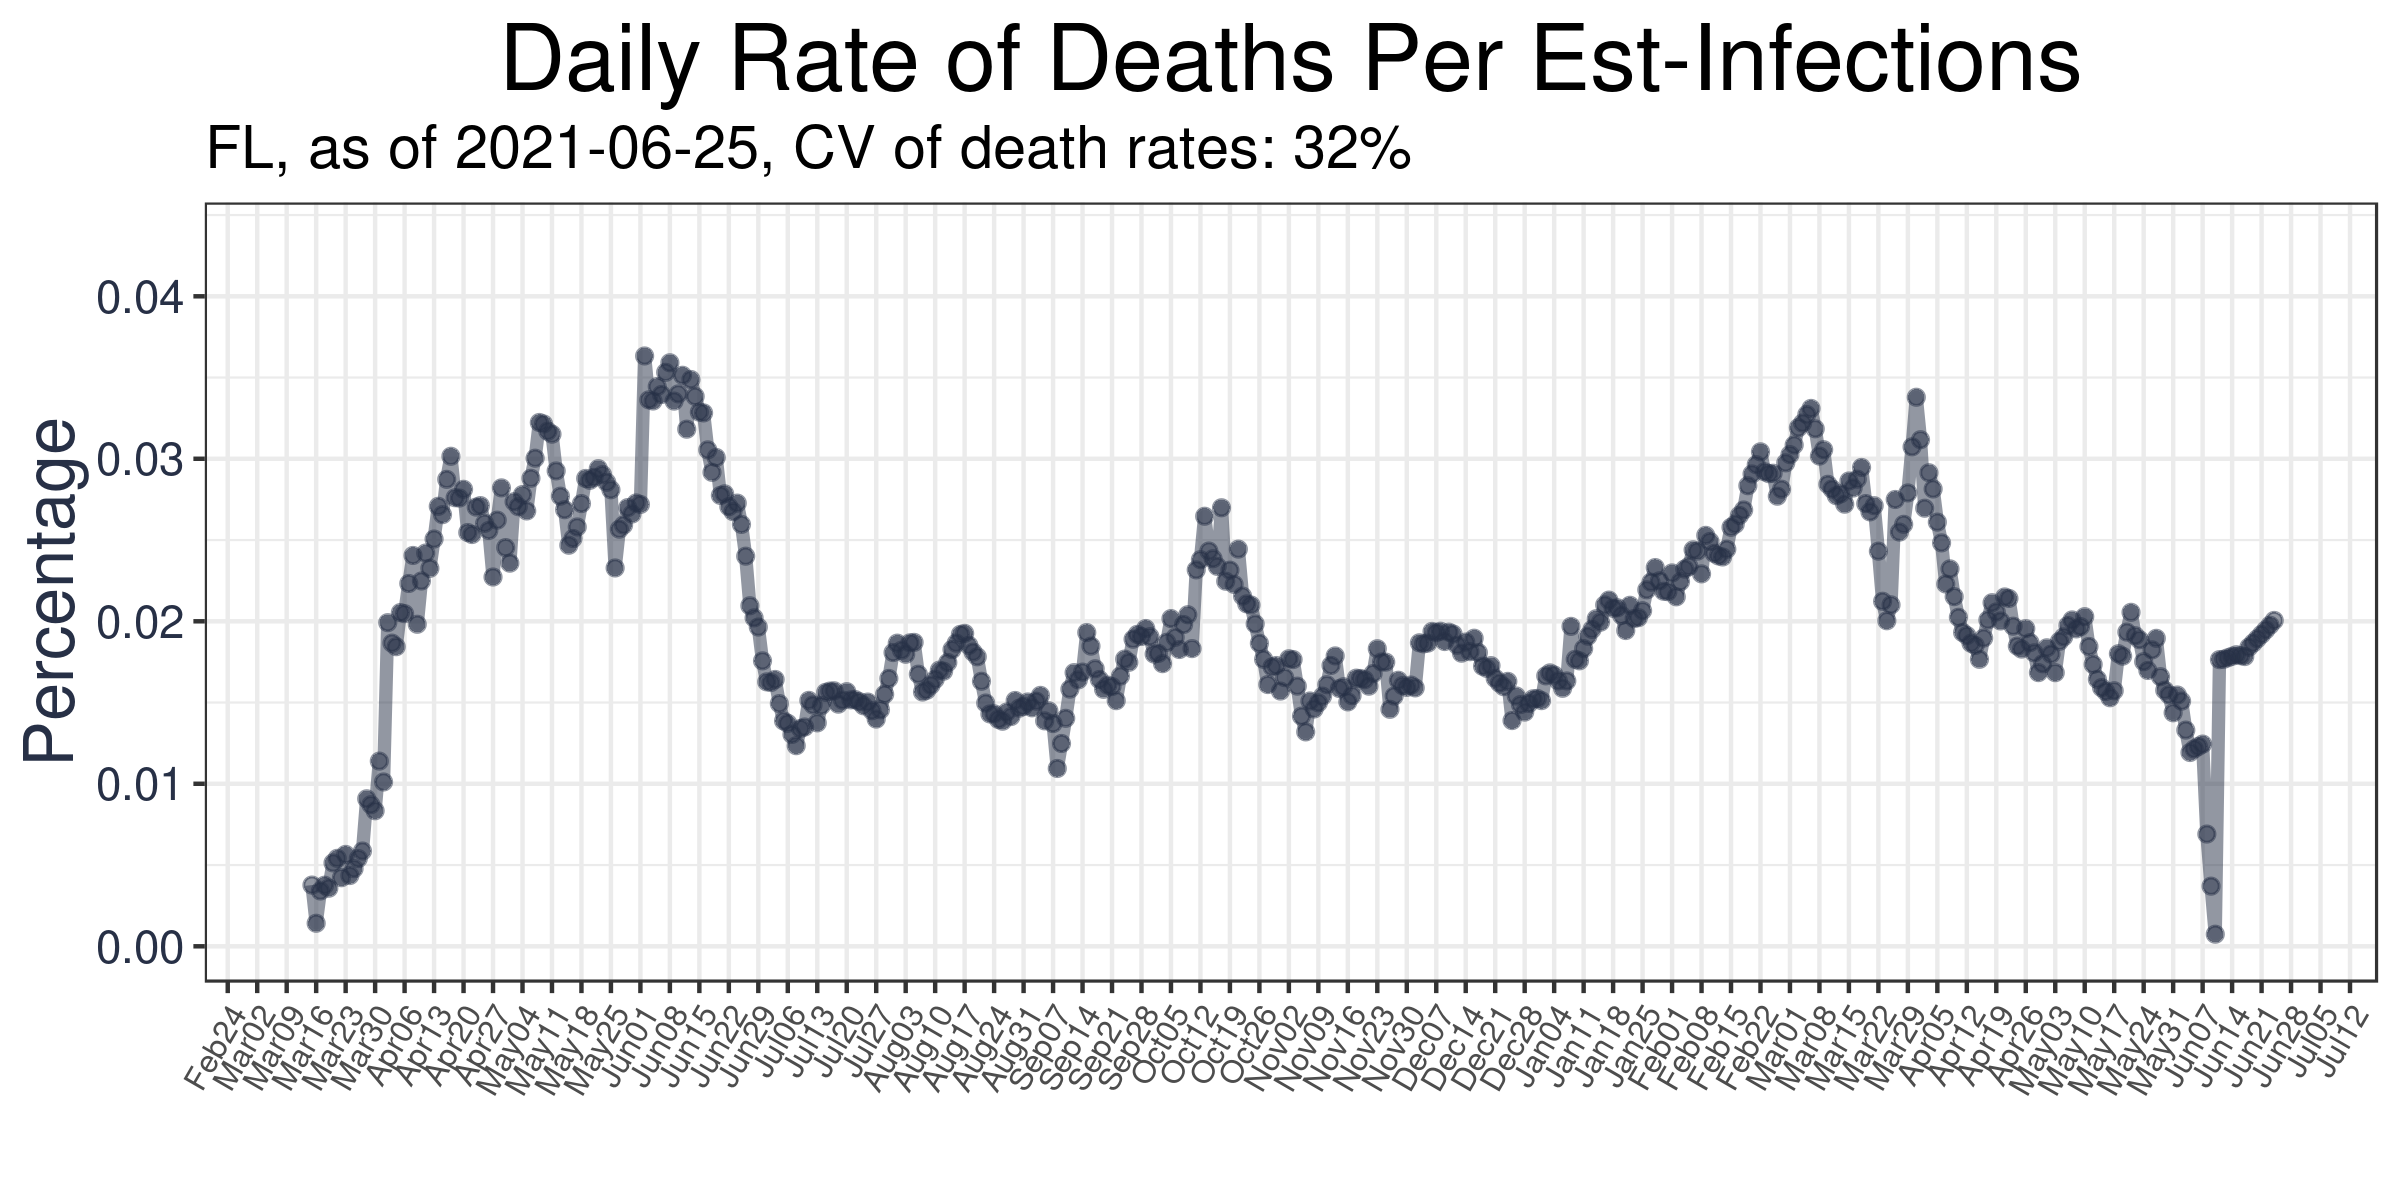 Daily Rate of Deaths Per Est-Infections
FL, as of 2021-06-25, CV of death rates: 32%
Percentage
0.04
0.03
0.02
0.01
0.00
Feb24
Mar02
Mar09
Mar16
Mar23
Mar30
Apr06
Apr13
Apr20
Apr27
May04
May11
May18
May25
Jun01
Jun08
Jun15
Jun22
Jun29
Jul06
Jul13
Jul20
Jul27
Aug03
Aug10
Aug17
Aug24
Aug31
Sep07
Sep14
Sep21
Sep28
Oct05
Oct12
Oct19
Oct26
Nov02
Nov09
Nov16
Nov23
Nov30
Dec07
Dec14
Dec21
Dec28
Jan04
Jan11
Jan18
Jan25
Feb01
Feb08
Feb15
Feb22
Mar01
Mar08
Mar15
Mar22
Mar29
Apr05
Apr12
Apr19
Apr26
May03
May10
May17
May24
May31
Jun07
Jun14
Jun21
Jun28
Jul05
Jul12